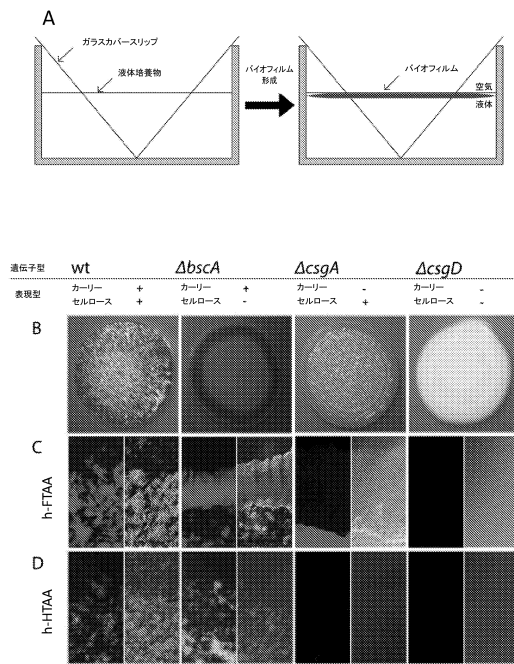 A
ガラスカバースリップ
液体培養物
バイオフィルム
形成
バイオフィルム
空気
液体
遺伝子型 wt ΔbscA ΔcsgA ΔcsgD
表現型
カーリー + カーリー + カーリー - カーリー -
セルロース + セルロース - セルロース + セルロース -
B
C
h-FTAA
D
h-HTAA